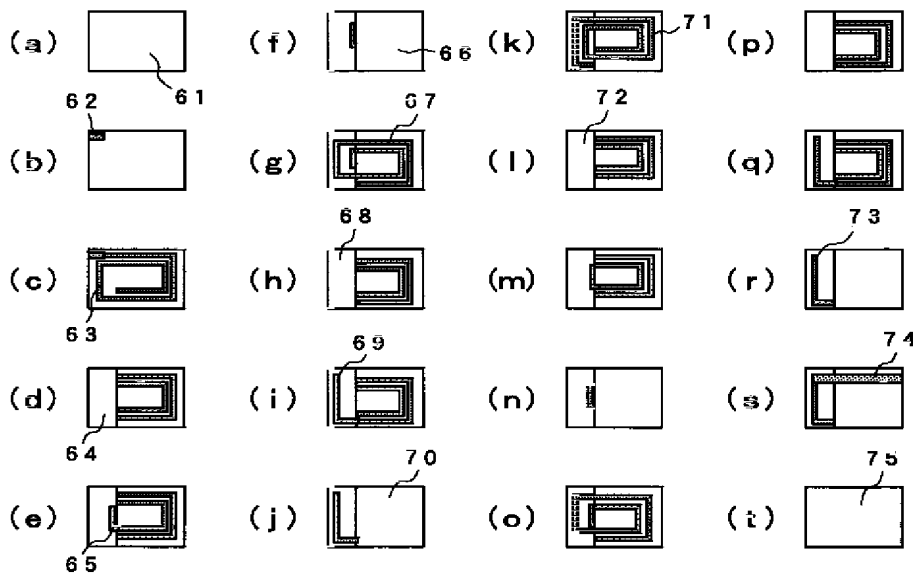 (a) (f) (k) 71 (p)
66
61
62 67 72
(b) (g) (l) (q)
68 73
(c) (h) (m) (r)
63
69 74
(d) (i) (n) (s)
64
70 75
(e) (j) (o) (t)
65